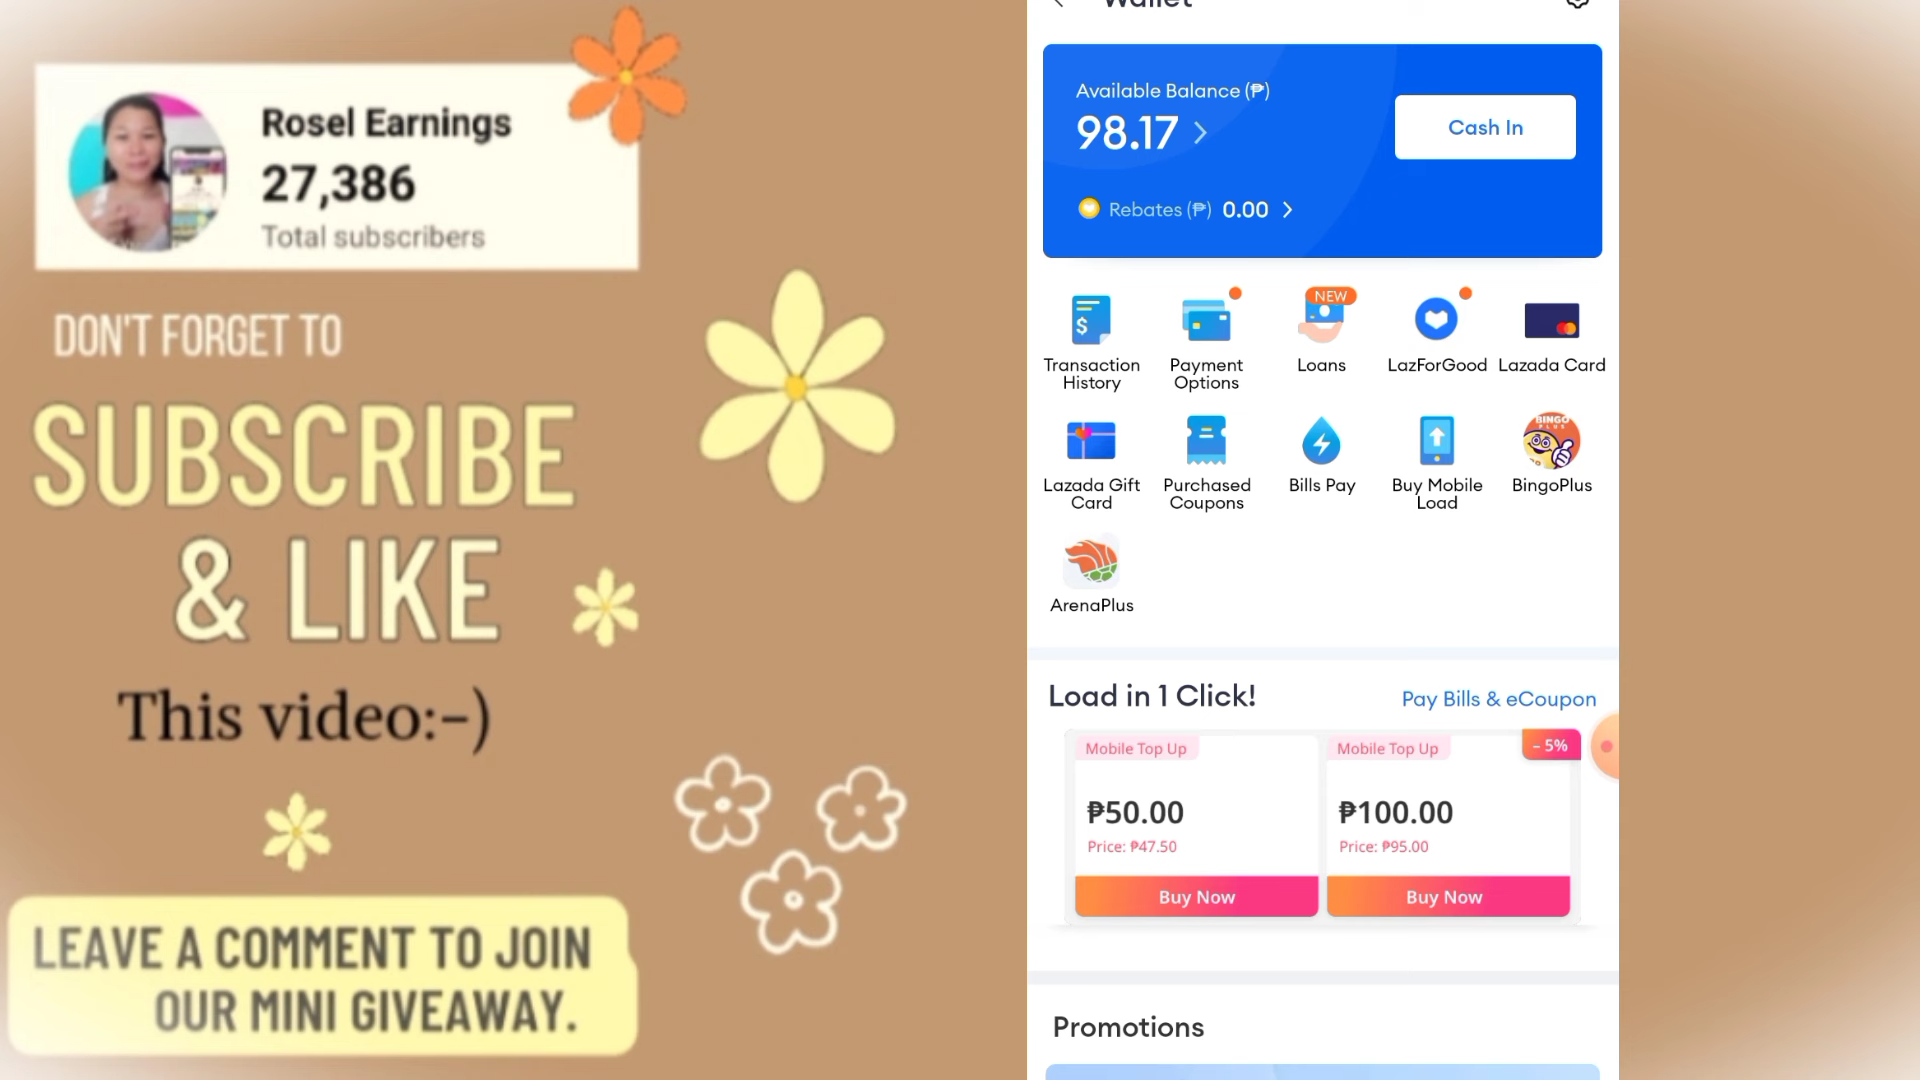 Rosel Earnings
27,386
Total subscribers
DON'T FORGET TO
SUBSCRIBE
& LIKE
This video:-)
LEAVE A COMMENT TO JOIN
OUR MINI GIVEAWAY.
Wallet
Available Balance (₱)
98.17
Cash In
Rebates (₱) 0.00
NEW
Transaction History
Payment Options
Loans
LazForGood
Lazada Card
BINGO
PLUS
Lazada Gift Card
Purchased Coupons
Bills Pay
Buy Mobile Load
BingoPlus
ArenaPlus
Load in 1 Click!
Pay Bills & eCoupon
Mobile Top Up
₱50.00
Price: ₱47.50
Buy Now
Mobile Top Up
– 5%
₱100.00
Price: ₱95.00
Buy Now
Promotions